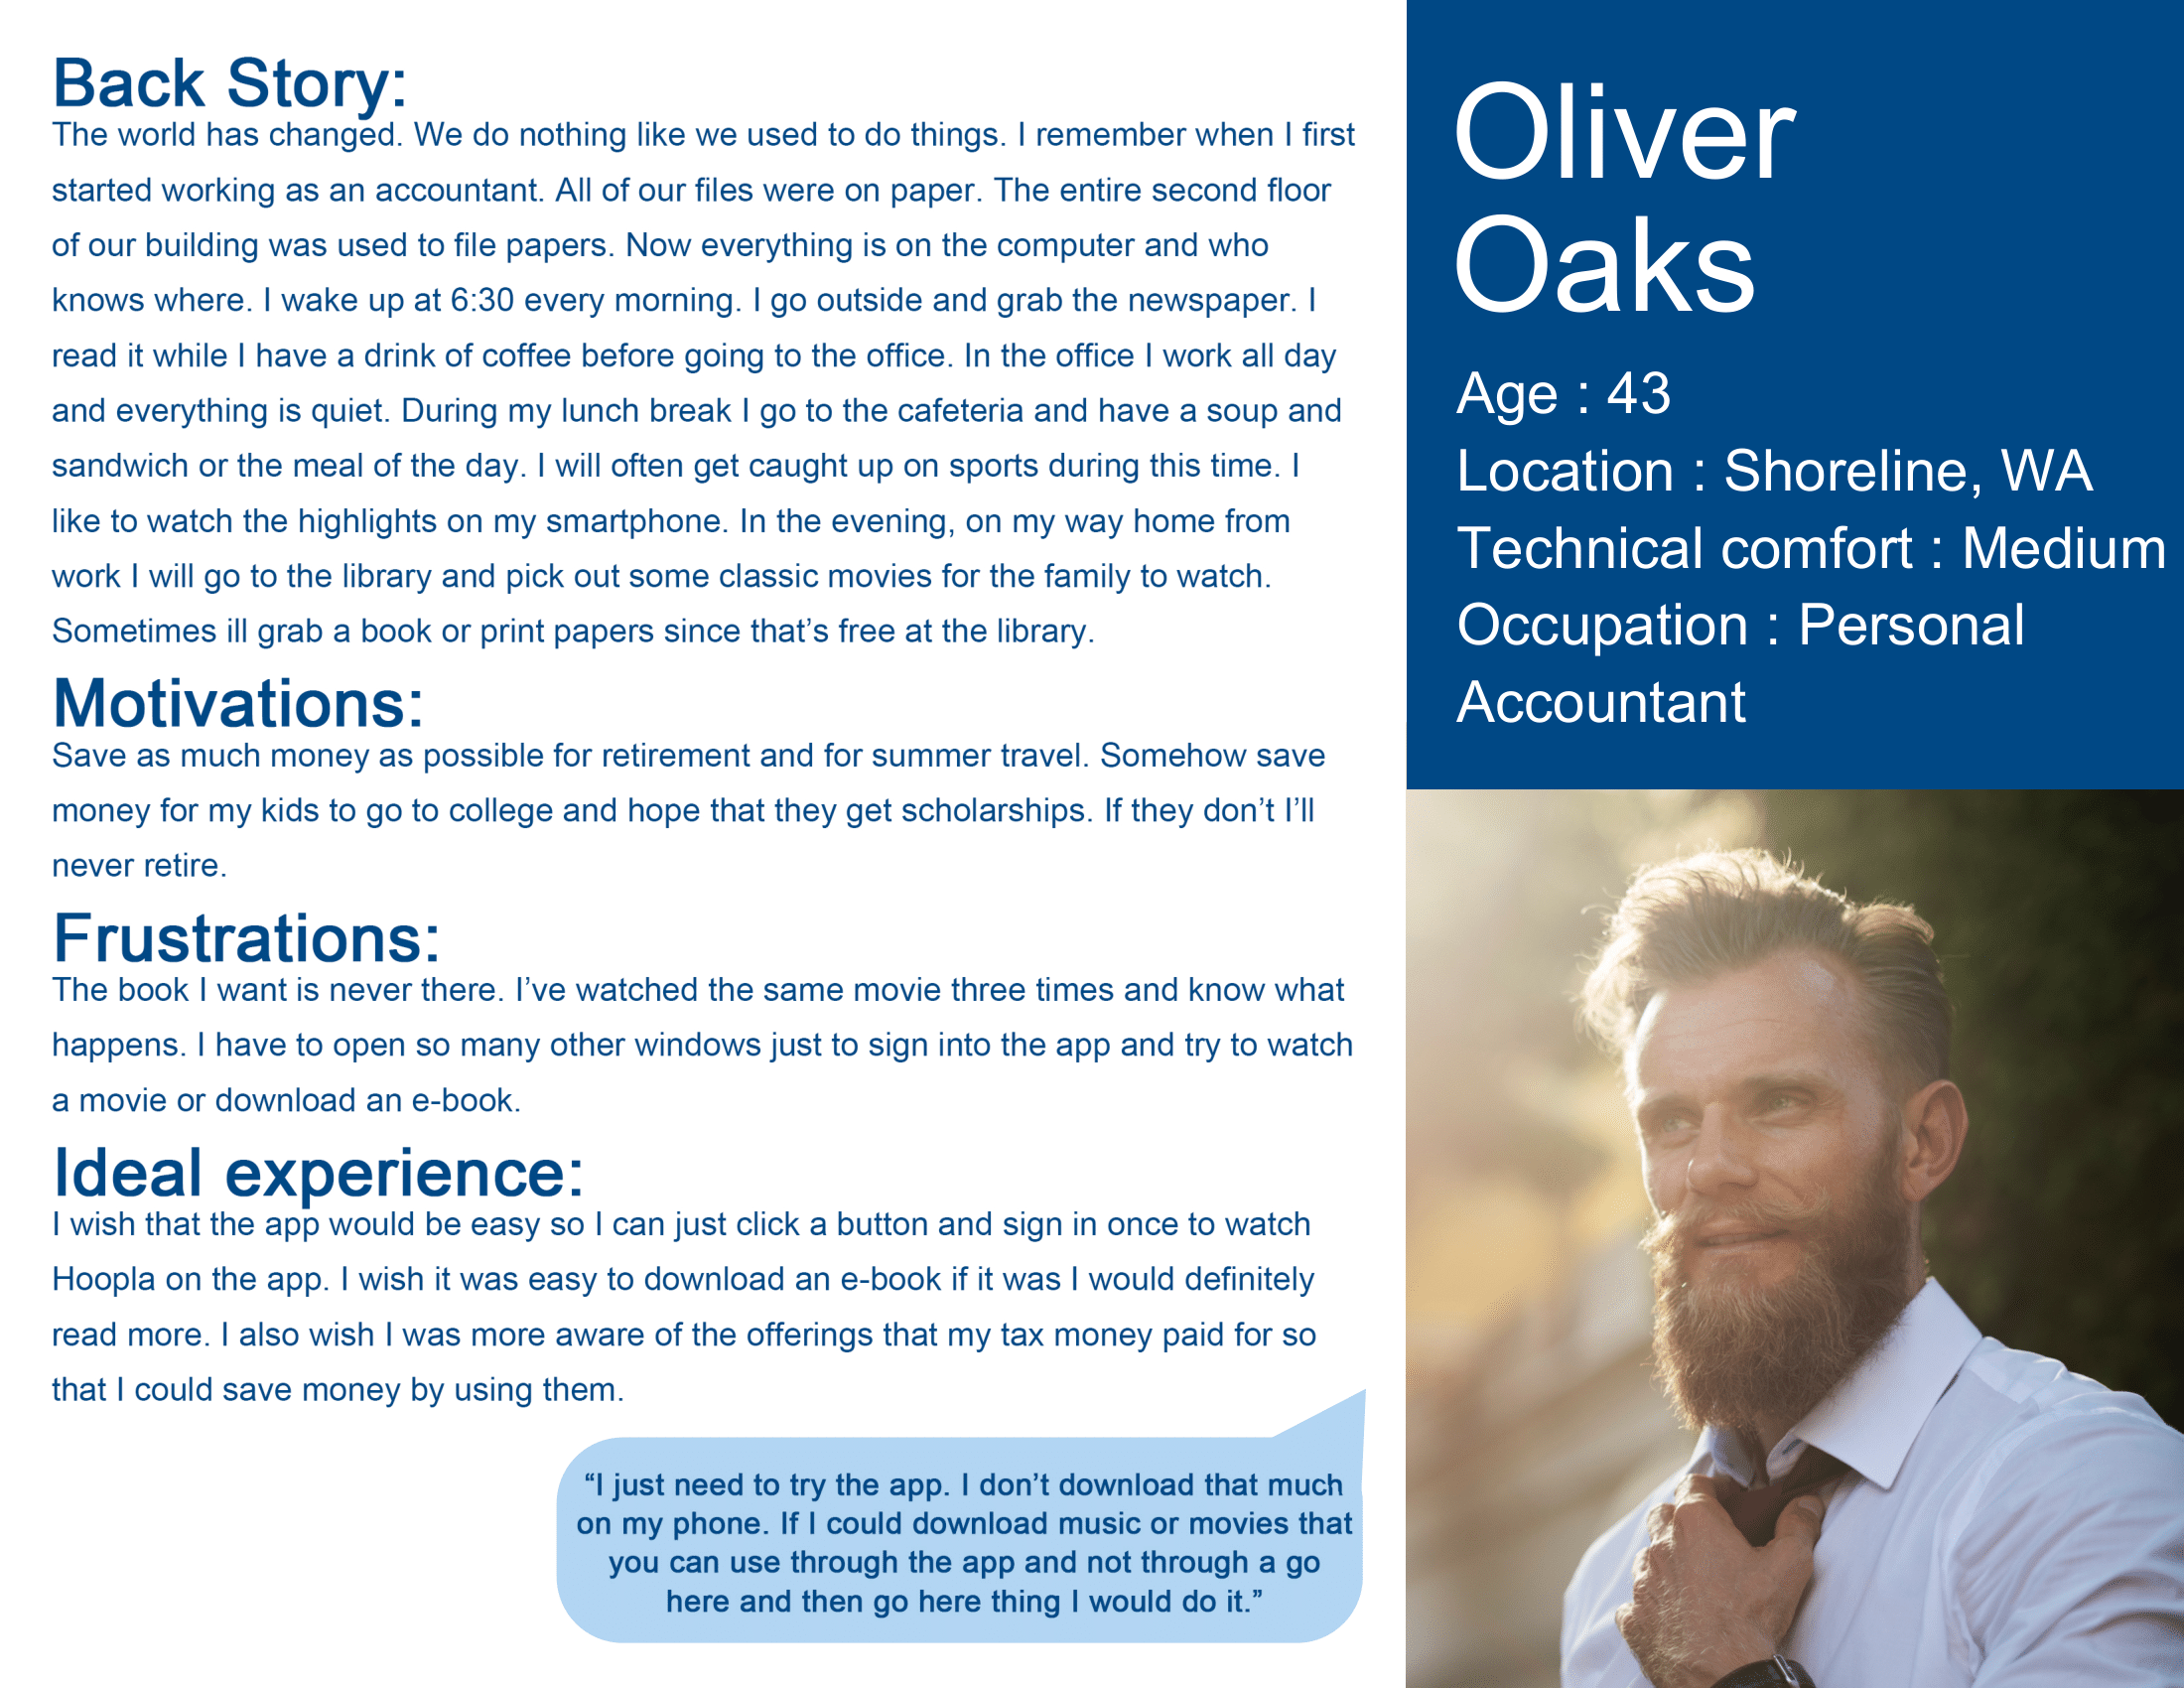 Back Story:
The world has changed. We do nothing like we used to do things. I remember when I first
started working as an accountant. All of our files were on paper. The entire second floor
of our building was used to file papers. Now everything is on the computer and who
knows where. I wake up at 6:30 every morning. I go outside and grab the newspaper. I
read it while I have a drink of coffee before going to the office. In the office I work all day
and everything is quiet. During my lunch break I go to the cafeteria and have a soup and
sandwich or the meal of the day. I will often get caught up on sports during this time. I
like to watch the highlights on my smartphone. In the evening, on my way home from
work I will go to the library and pick out some classic movies for the family to watch.
Sometimes ill grab a book or print papers since that’s free at the library.
Motivations:
Save as much money as possible for retirement and for summer travel. Somehow save
money for my kids to go to college and hope that they get scholarships. If they don’t I’ll
never retire.
Frustrations:
The book I want is never there. I’ve watched the same movie three times and know what
happens. I have to open so many other windows just to sign into the app and try to watch
a movie or download an e-book.
Ideal experience:
I wish that the app would be easy so I can just click a button and sign in once to watch
Hoopla on the app. I wish it was easy to download an e-book if it was I would definitely
read more. I also wish I was more aware of the offerings that my tax money paid for so
that I could save money by using them.
“I just need to try the app. I don’t download that much
on my phone. If I could download music or movies that
you can use through the app and not through a go
here and then go here thing I would do it.”
Oliver
Oaks
Age : 43
Location : Shoreline, WA
Technical comfort : Medium
Occupation : Personal
Accountant